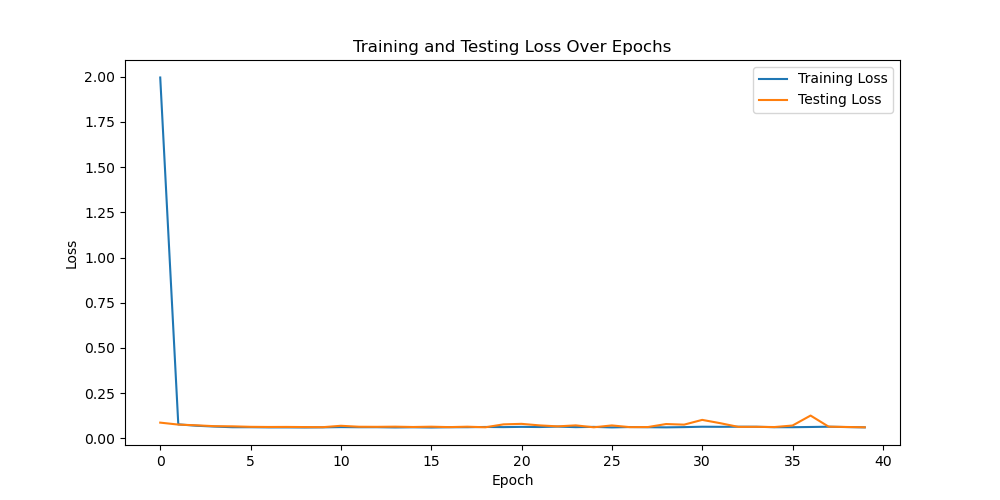 Training and Testing Loss Over Epochs
Training Loss
Testing Loss
2.00
1.75
1.50
1.25
1.00
0.75
0.50
0.25
0.00
Loss
0 5 10 15 20 25 30 35 40
Epoch